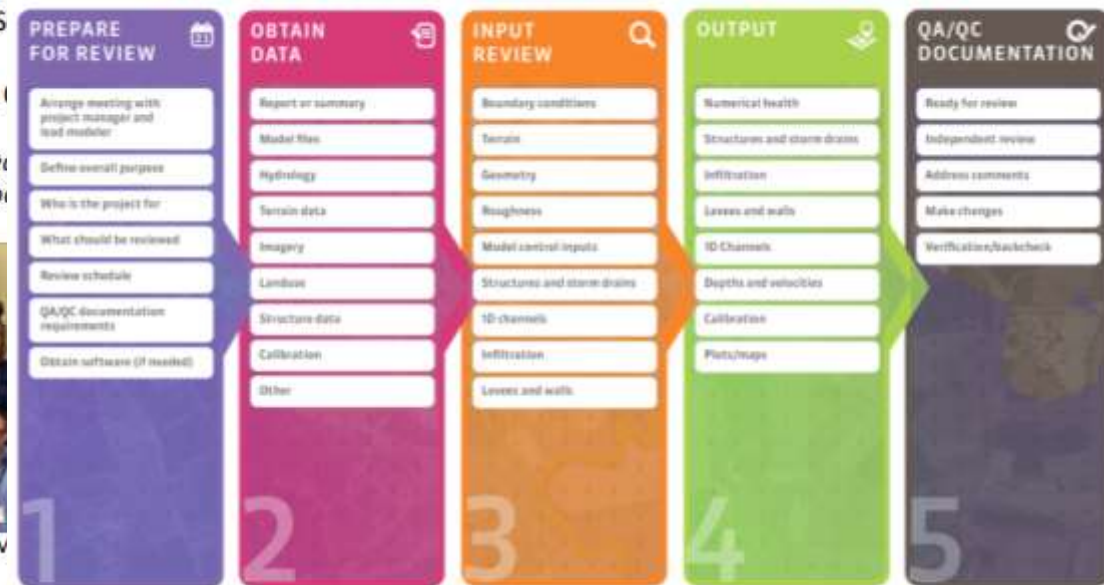 PREPARE
FOR REVIEW
Arrange meeting with
project manager and
lead modeler
Define overall purpose
Who is the project for
What should be reviewed
Review schedule
QA/QC documentation
requirements
Obtain software (if needed)
1
OBTAIN
DATA
Report or summary
Model files
Hydrology
Terrain data
Imagery
Landuse
Structure data
Calibration
Other
2
INPUT
REVIEW
Boundary conditions
Terrain
Geometry
Roughness
Model control inputs
Structures and storm drains
1D channels
Infiltration
Levees and walls
3
OUTPUT
Numerical health
Structures and storm drains
Infiltration
Levees and walls
1D Channels
Depths and velocities
Calibration
Plots/maps
4
QA/QC
DOCUMENTATION
Ready for review
Independent review
Address comments
Make changes
Verification/backcheck
5